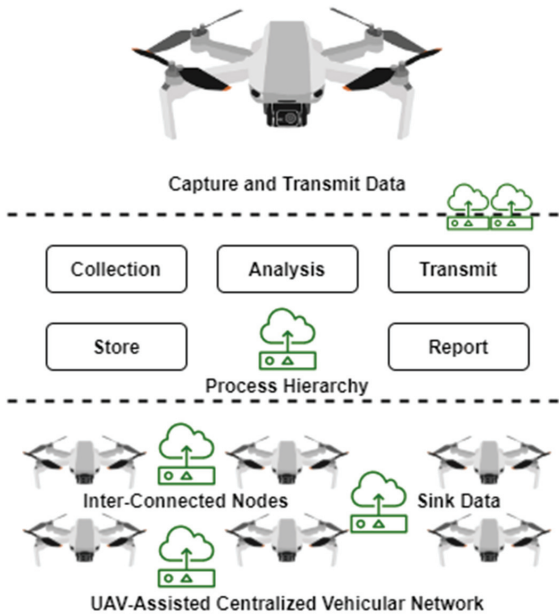 Capture and Transmit Data
Collection Analysis Transmit
Store Report
Process Hierarchy
Inter-Connected Nodes Sink Data
UAV-Assisted Centralized Vehicular Network